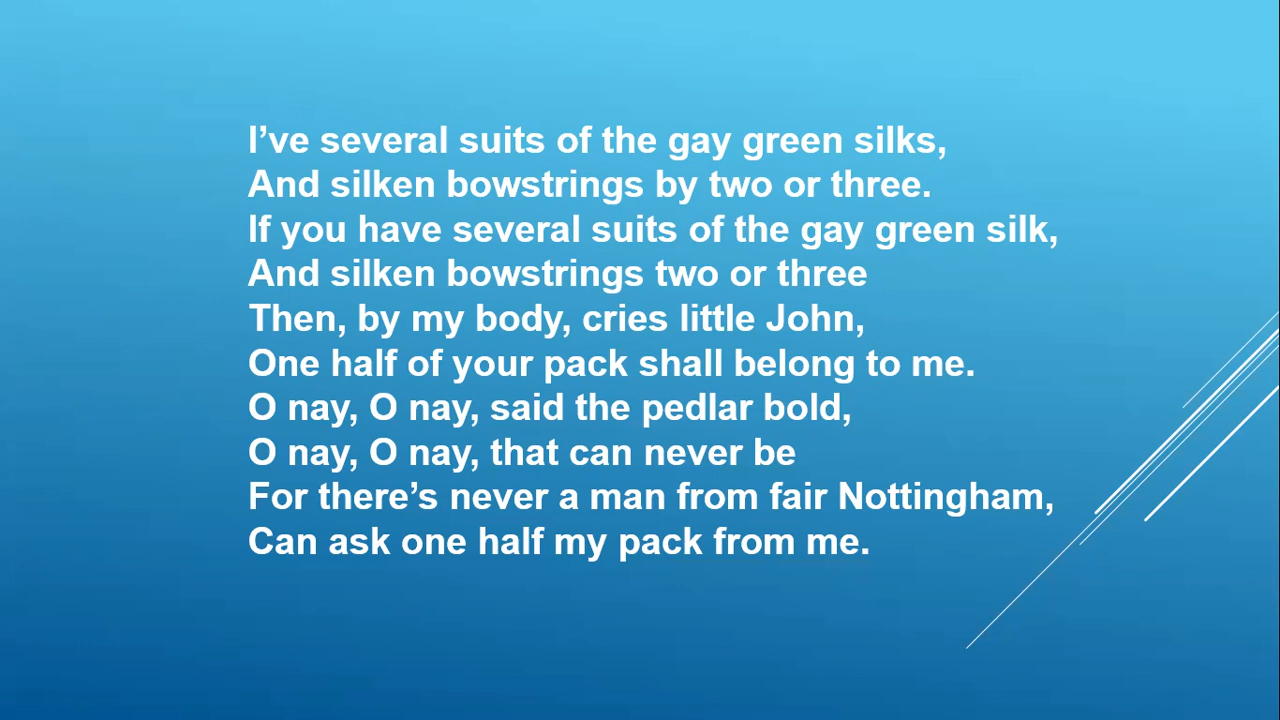 I’ve several suits of the gay green silks,
And silken bowstrings by two or three.
If you have several suits of the gay green silk,
And silken bowstrings two or three
Then, by my body, cries little John,
One half of your pack shall belong to me.
O nay, O nay, said the pedlar bold,
O nay, O nay, that can never be
For there’s never a man from fair Nottingham,
Can ask one half my pack from me.